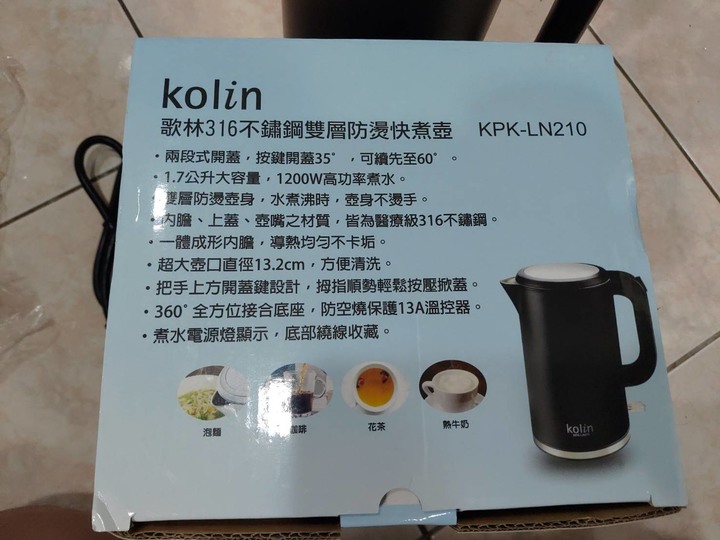 kolin
歌林316不鏽鋼雙層防燙快煮壺 KPK-LN210
・兩段式開蓋，按鍵開蓋35°，可續先至60°。
・1.7公升大容量，1200W高功率煮水。
・雙層防燙壺身，水煮沸時，壺身不燙手。
・內膽、上蓋、壺嘴之材質，皆為醫療級316不鏽鋼。
・一體成形內膽，導熱均勻不卡垢。
・超大壺口直徑13.2cm，方便清洗。
・把手上方開蓋鍵設計，拇指順勢輕鬆按壓掀蓋。
・360°全方位接合底座，防空燒保護13A溫控器。
・煮水電源燈顯示，底部繞線收藏。
泡麵 咖啡 花茶 熱牛奶
kolin